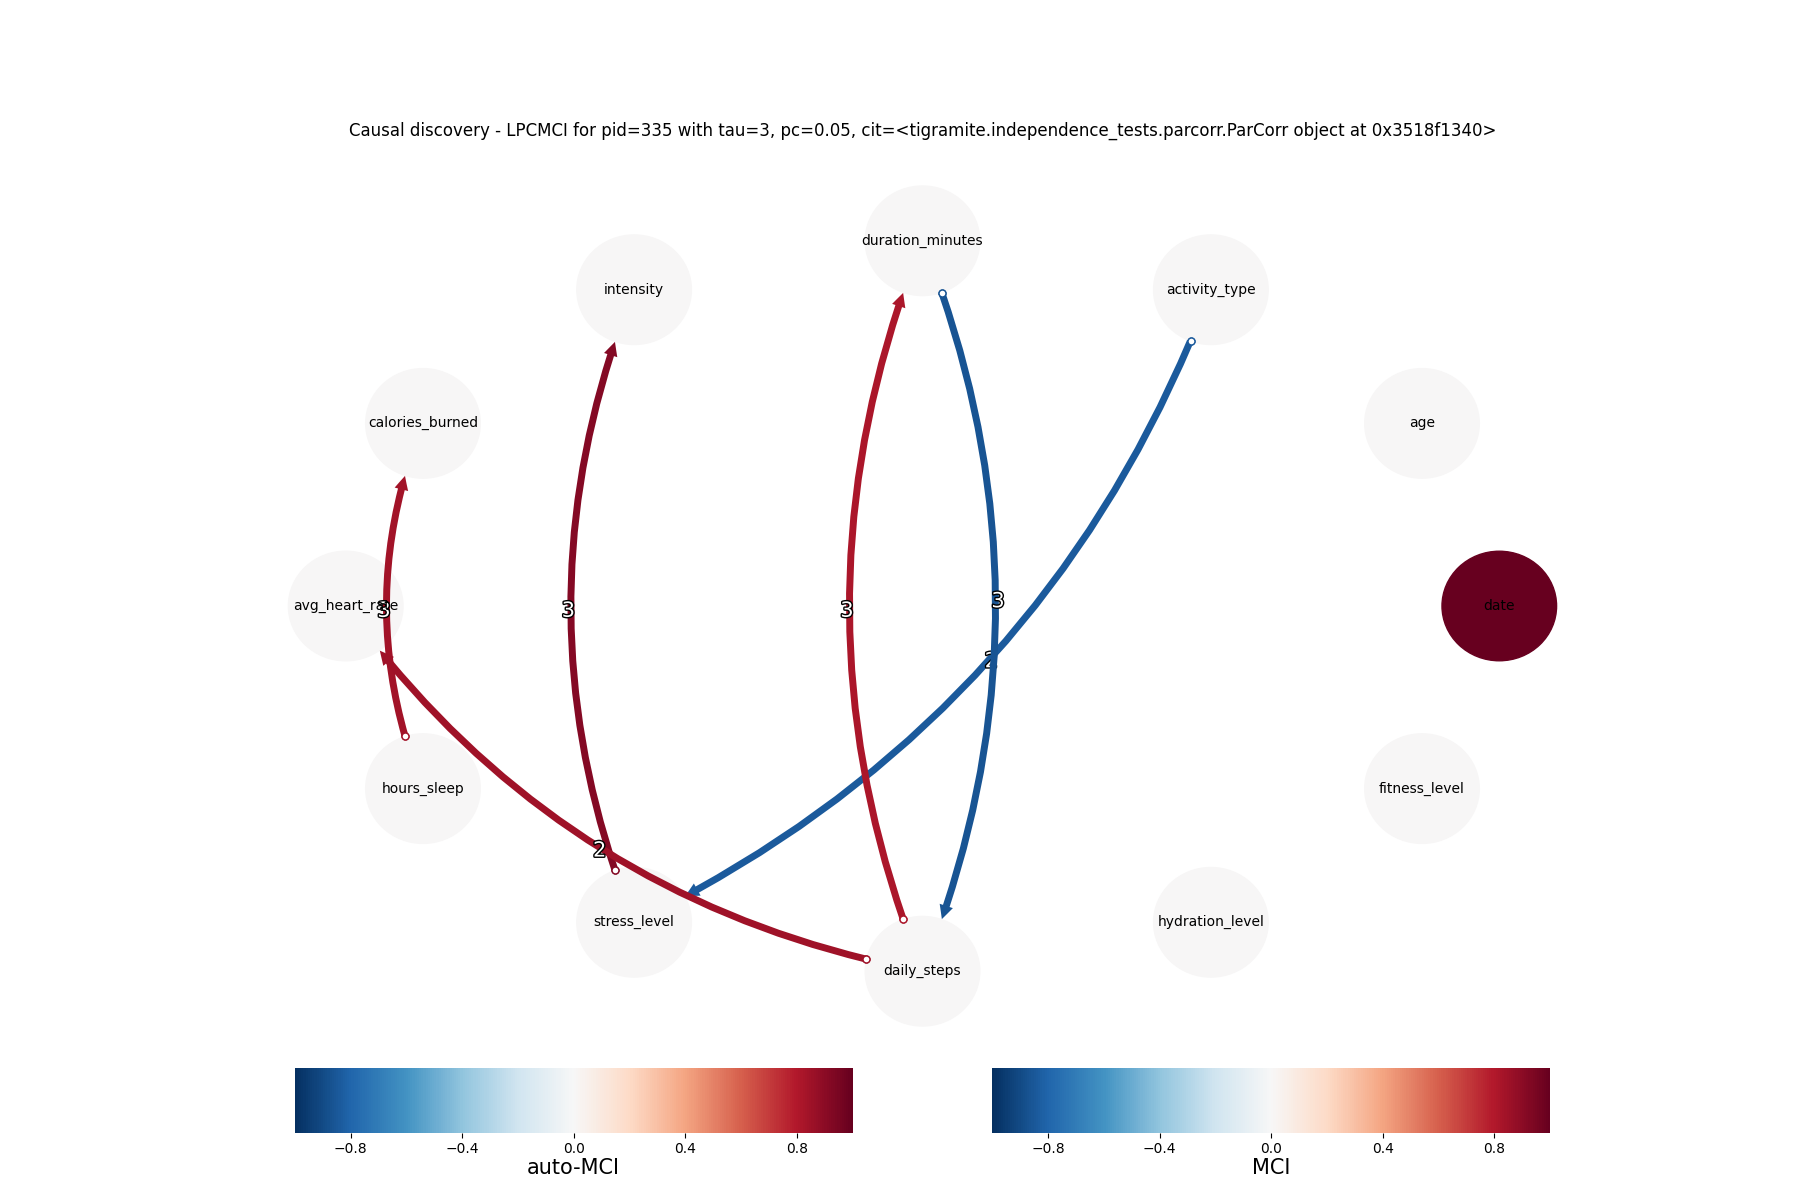 Causal discovery - LPCMCI for pid=335 with tau=3, pc=0.05, cit=<tigramite.independence_tests.parcorr.ParCorr object at 0x3518f1340>
duration_minutes
intensity
activity_type
calories_burned
age
avg_heart_rate
3
3
3
3
date
2
hours_sleep
fitness_level
2
stress_level
hydration_level
daily_steps
−0.8 −0.4 0.0 0.4 0.8
auto-MCI
−0.8 −0.4 0.0 0.4 0.8
MCI